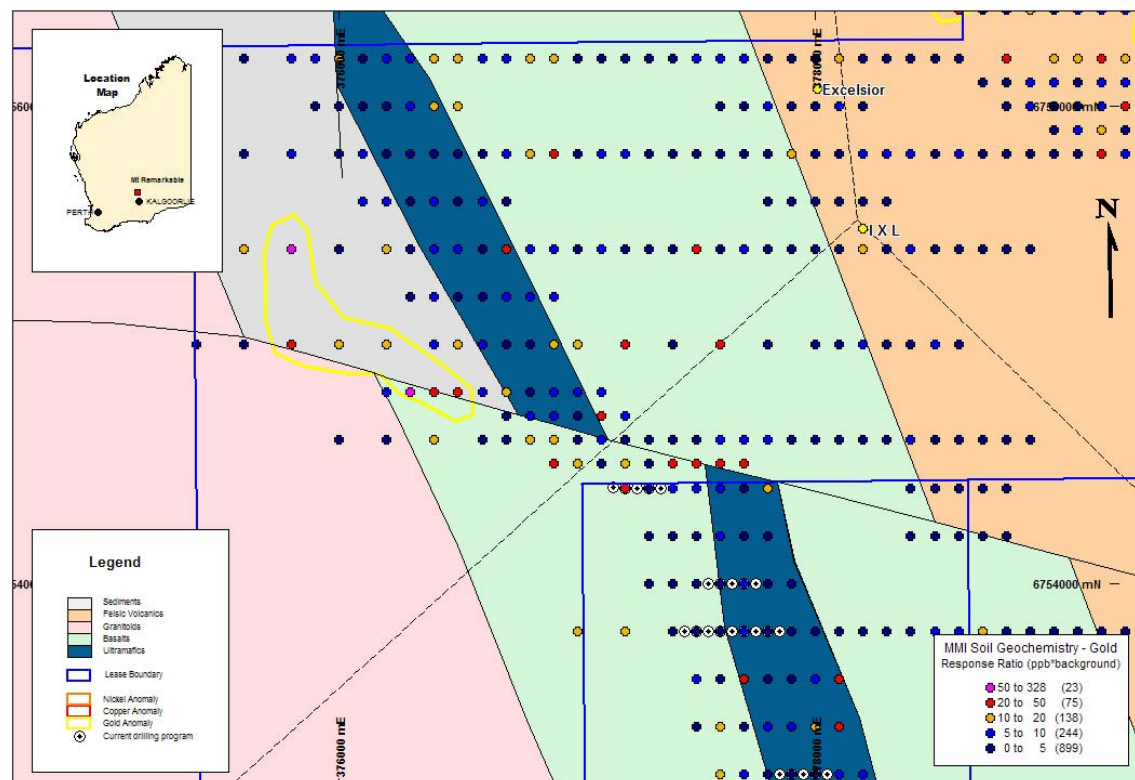 Location
Map
Mt Remarkable
KALGOORLIE
PERTH
376000 mE
378000 mE
Excelsior
6756000 mN
I X L
N
Legend
Sediments
Felsic Volcanics
Granitoids
Basalts
Ultramafics
Lease Boundary
Nickel Anomaly
Copper Anomaly
Gold Anomaly
Current drilling program
6754000 mN
MMI Soil Geochemistry - Gold
Response Ratio (ppb*background)
50 to 328 (23)
20 to 50 (75)
10 to 20 (138)
5 to 10 (244)
0 to 5 (899)
376000 mE
378000 mE